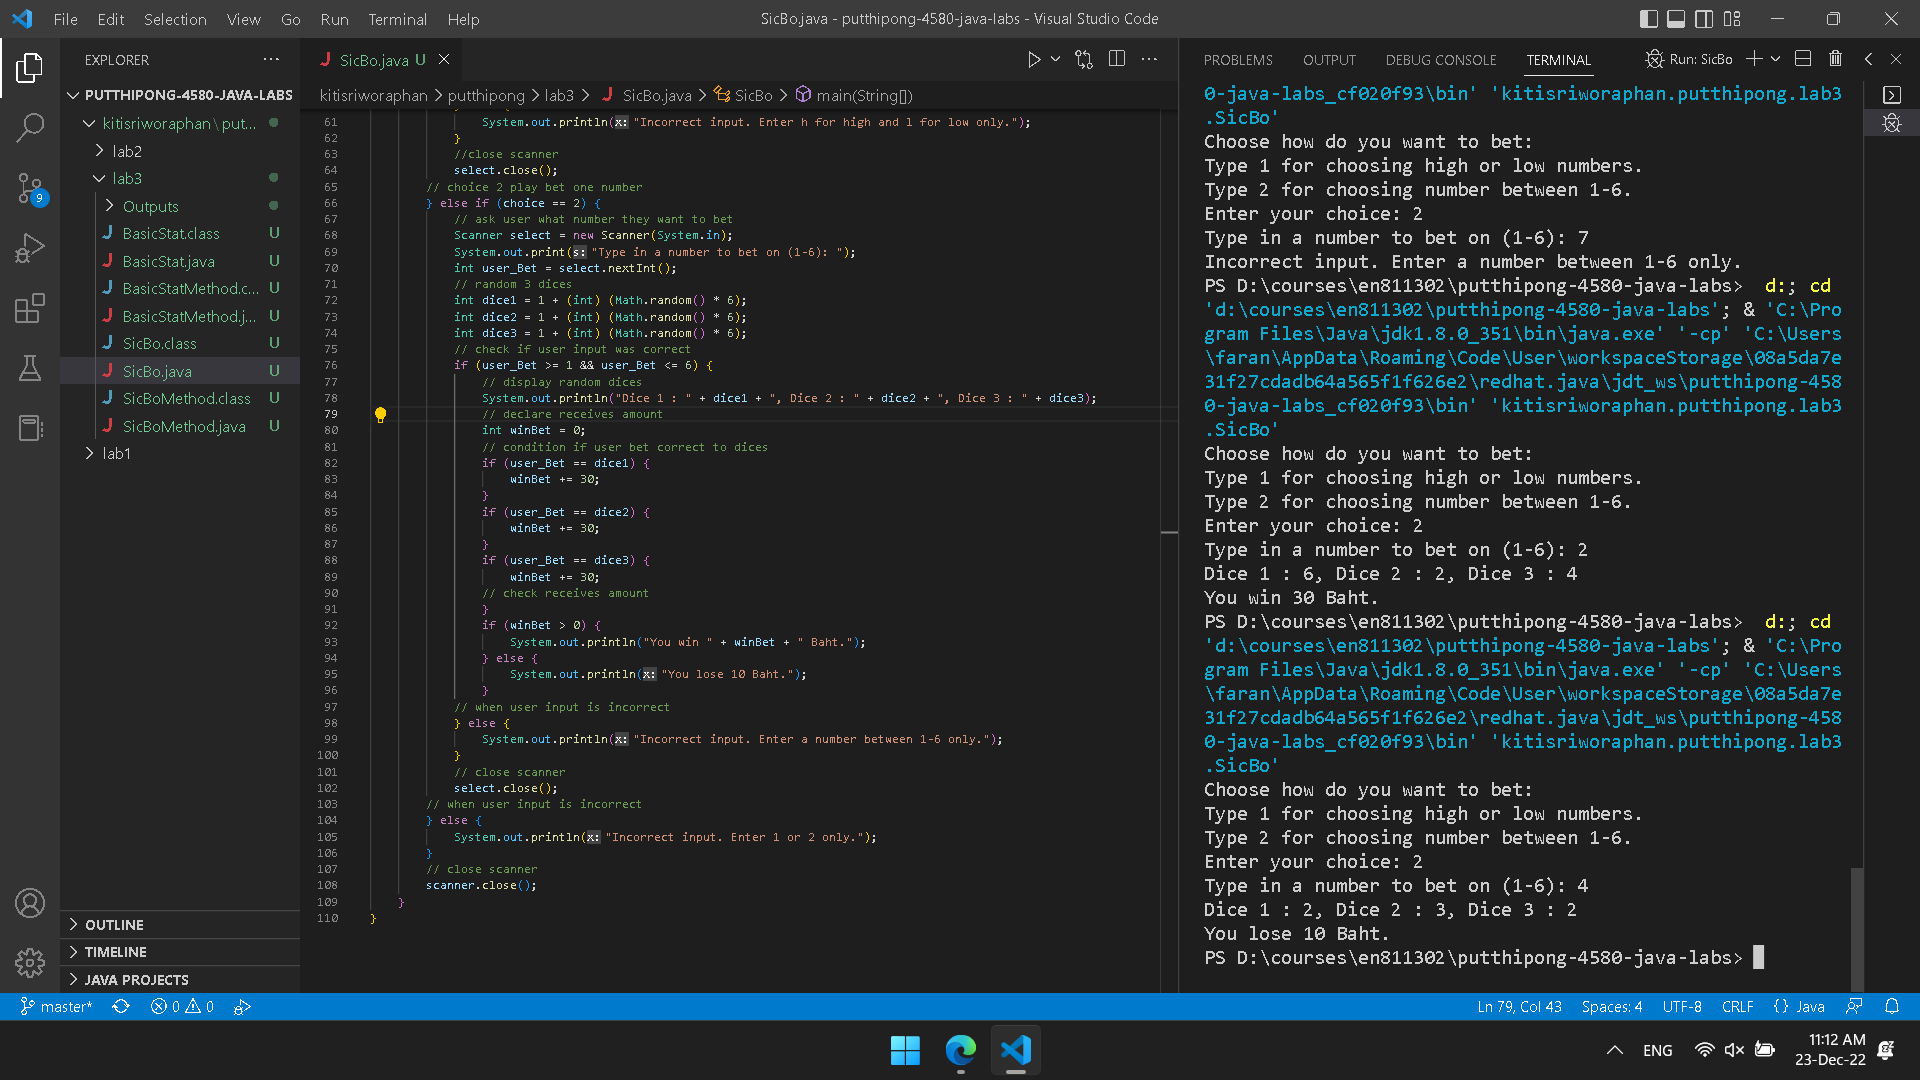 File Edit Selection View Go Run Terminal Help
SicBo.java - putthipong-4580-java-labs - Visual Studio Code
EXPLORER
PUTTHIPONG-4580-JAVA-LABS
kitisriworaphan\put...
lab2
lab3
Outputs
BasicStat.class U
BasicStat.java U
BasicStatMethod.c... U
BasicStatMethod.j... U
SicBo.class U
SicBo.java U
SicBoMethod.class U
SicBoMethod.java U
lab1
9
OUTLINE
TIMELINE
JAVA PROJECTS
SicBo.java U
kitisriworaphan > putthipong > lab3 > SicBo.java > SicBo > main(String[])
61 System.out.println(x: "Incorrect input. Enter h for high and l for low only.");
62 }
63 //close scanner
64 select.close();
65 // choice 2 play bet one number
66 } else if (choice == 2) {
67 // ask user what number they want to bet
68 Scanner select = new Scanner(System.in);
69 System.out.print(s: "Type in a number to bet on (1-6): ");
70 int user_Bet = select.nextInt();
71 // random 3 dices
72 int dice1 = 1 + (int) (Math.random() * 6);
73 int dice2 = 1 + (int) (Math.random() * 6);
74 int dice3 = 1 + (int) (Math.random() * 6);
75 // check if user input was correct
76 if (user_Bet >= 1 && user_Bet <= 6) {
77 // display random dices
78 System.out.println("Dice 1 : " + dice1 + ", Dice 2 : " + dice2 + ", Dice 3 : " + dice3);
79 // declare receives amount
80 int winBet = 0;
81 // condition if user bet correct to dices
82 if (user_Bet == dice1) {
83 winBet += 30;
84 }
85 if (user_Bet == dice2) {
86 winBet += 30;
87 }
88 if (user_Bet == dice3) {
89 winBet += 30;
90 // check receives amount
91 }
92 if (winBet > 0) {
93 System.out.println("You win " + winBet + " Baht.");
94 } else {
95 System.out.println(x: "You lose 10 Baht.");
96 }
97 // when user input is incorrect
98 } else {
99 System.out.println(x: "Incorrect input. Enter a number between 1-6 only.");
100 }
101 // close scanner
102 select.close();
103 // when user input is incorrect
104 } else {
105 System.out.println(x: "Incorrect input. Enter 1 or 2 only.");
106 }
107 // close scanner
108 scanner.close();
109 }
110 }
PROBLEMS OUTPUT DEBUG CONSOLE TERMINAL Run: SicBo
0-java-labs_cf020f93\bin' 'kitisriworaphan.putthipong.lab3
.SicBo'
Choose how do you want to bet:
Type 1 for choosing high or low numbers.
Type 2 for choosing number between 1-6.
Enter your choice: 2
Type in a number to bet on (1-6): 7
Incorrect input. Enter a number between 1-6 only.
PS D:\courses\en811302\putthipong-4580-java-labs> d:; cd
'd:\courses\en811302\putthipong-4580-java-labs'; & 'C:\Pro
gram Files\Java\jdk1.8.0_351\bin\java.exe' '-cp' 'C:\Users
\faran\AppData\Roaming\Code\User\workspaceStorage\08a5da7e
31f27cdadb64a565f1f626e2\redhat.java\jdt_ws\putthipong-458
0-java-labs_cf020f93\bin' 'kitisriworaphan.putthipong.lab3
.SicBo'
Choose how do you want to bet:
Type 1 for choosing high or low numbers.
Type 2 for choosing number between 1-6.
Enter your choice: 2
Type in a number to bet on (1-6): 2
Dice 1 : 6, Dice 2 : 2, Dice 3 : 4
You win 30 Baht.
PS D:\courses\en811302\putthipong-4580-java-labs> d:; cd
'd:\courses\en811302\putthipong-4580-java-labs'; & 'C:\Pro
gram Files\Java\jdk1.8.0_351\bin\java.exe' '-cp' 'C:\Users
\faran\AppData\Roaming\Code\User\workspaceStorage\08a5da7e
31f27cdadb64a565f1f626e2\redhat.java\jdt_ws\putthipong-458
0-java-labs_cf020f93\bin' 'kitisriworaphan.putthipong.lab3
.SicBo'
Choose how do you want to bet:
Type 1 for choosing high or low numbers.
Type 2 for choosing number between 1-6.
Enter your choice: 2
Type in a number to bet on (1-6): 4
Dice 1 : 2, Dice 2 : 3, Dice 3 : 2
You lose 10 Baht.
PS D:\courses\en811302\putthipong-4580-java-labs>
master* 0 0
Ln 79, Col 43 Spaces: 4 UTF-8 CRLF {} Java
ENG
11:12 AM
23-Dec-22